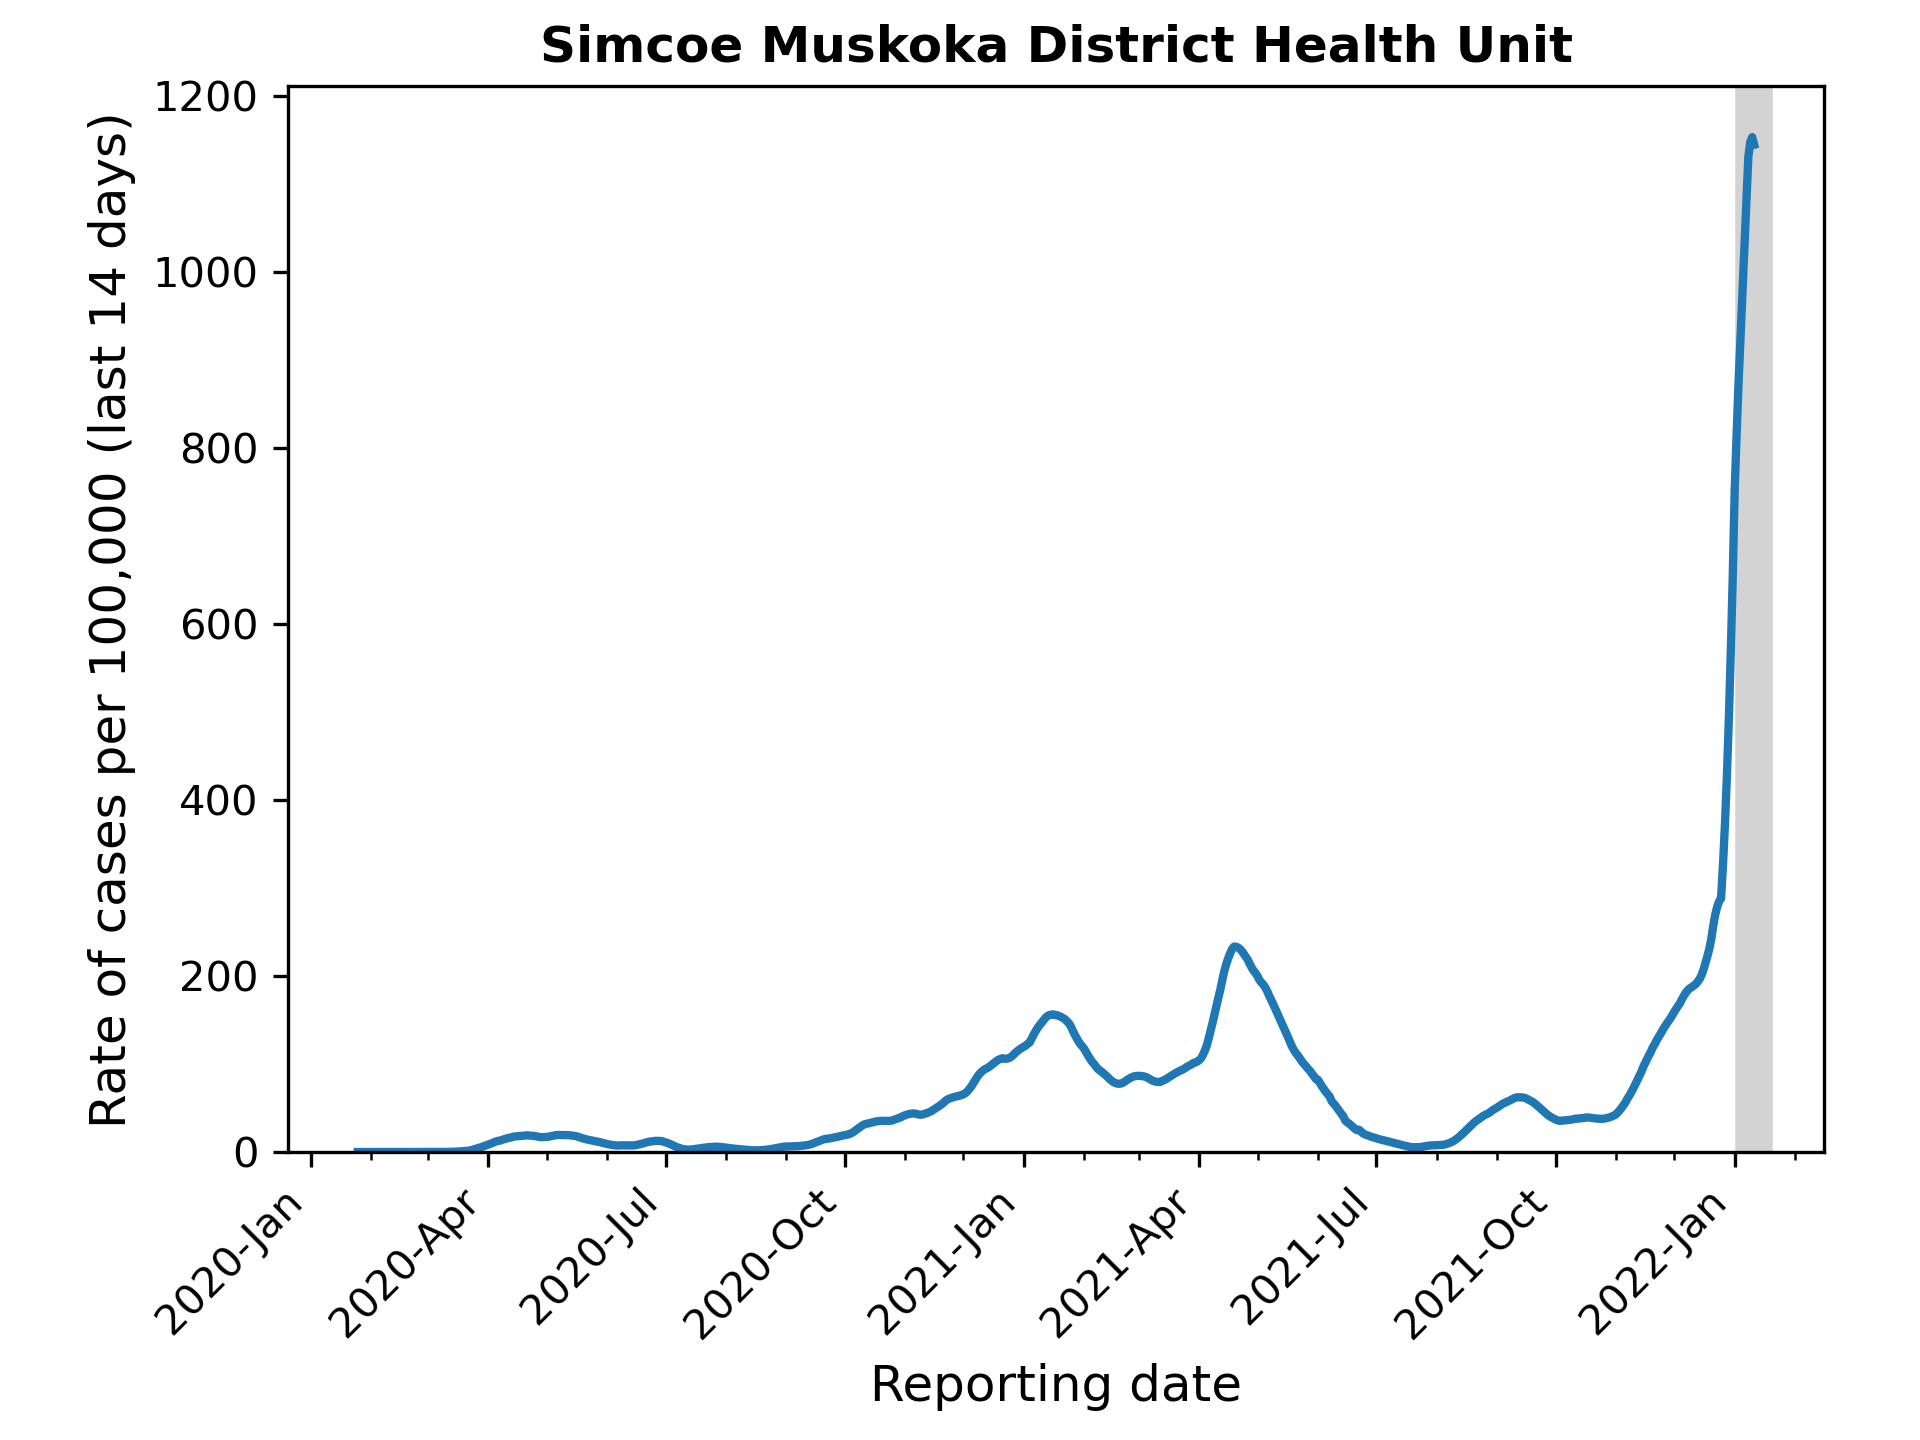 Simcoe Muskoka District Health Unit
Rate of cases per 100,000 (last 14 days)
1200
1000
800
600
400
200
0
2020-Jan
2020-Apr
2020-Jul
2020-Oct
2021-Jan
2021-Apr
2021-Jul
2021-Oct
2022-Jan
Reporting date